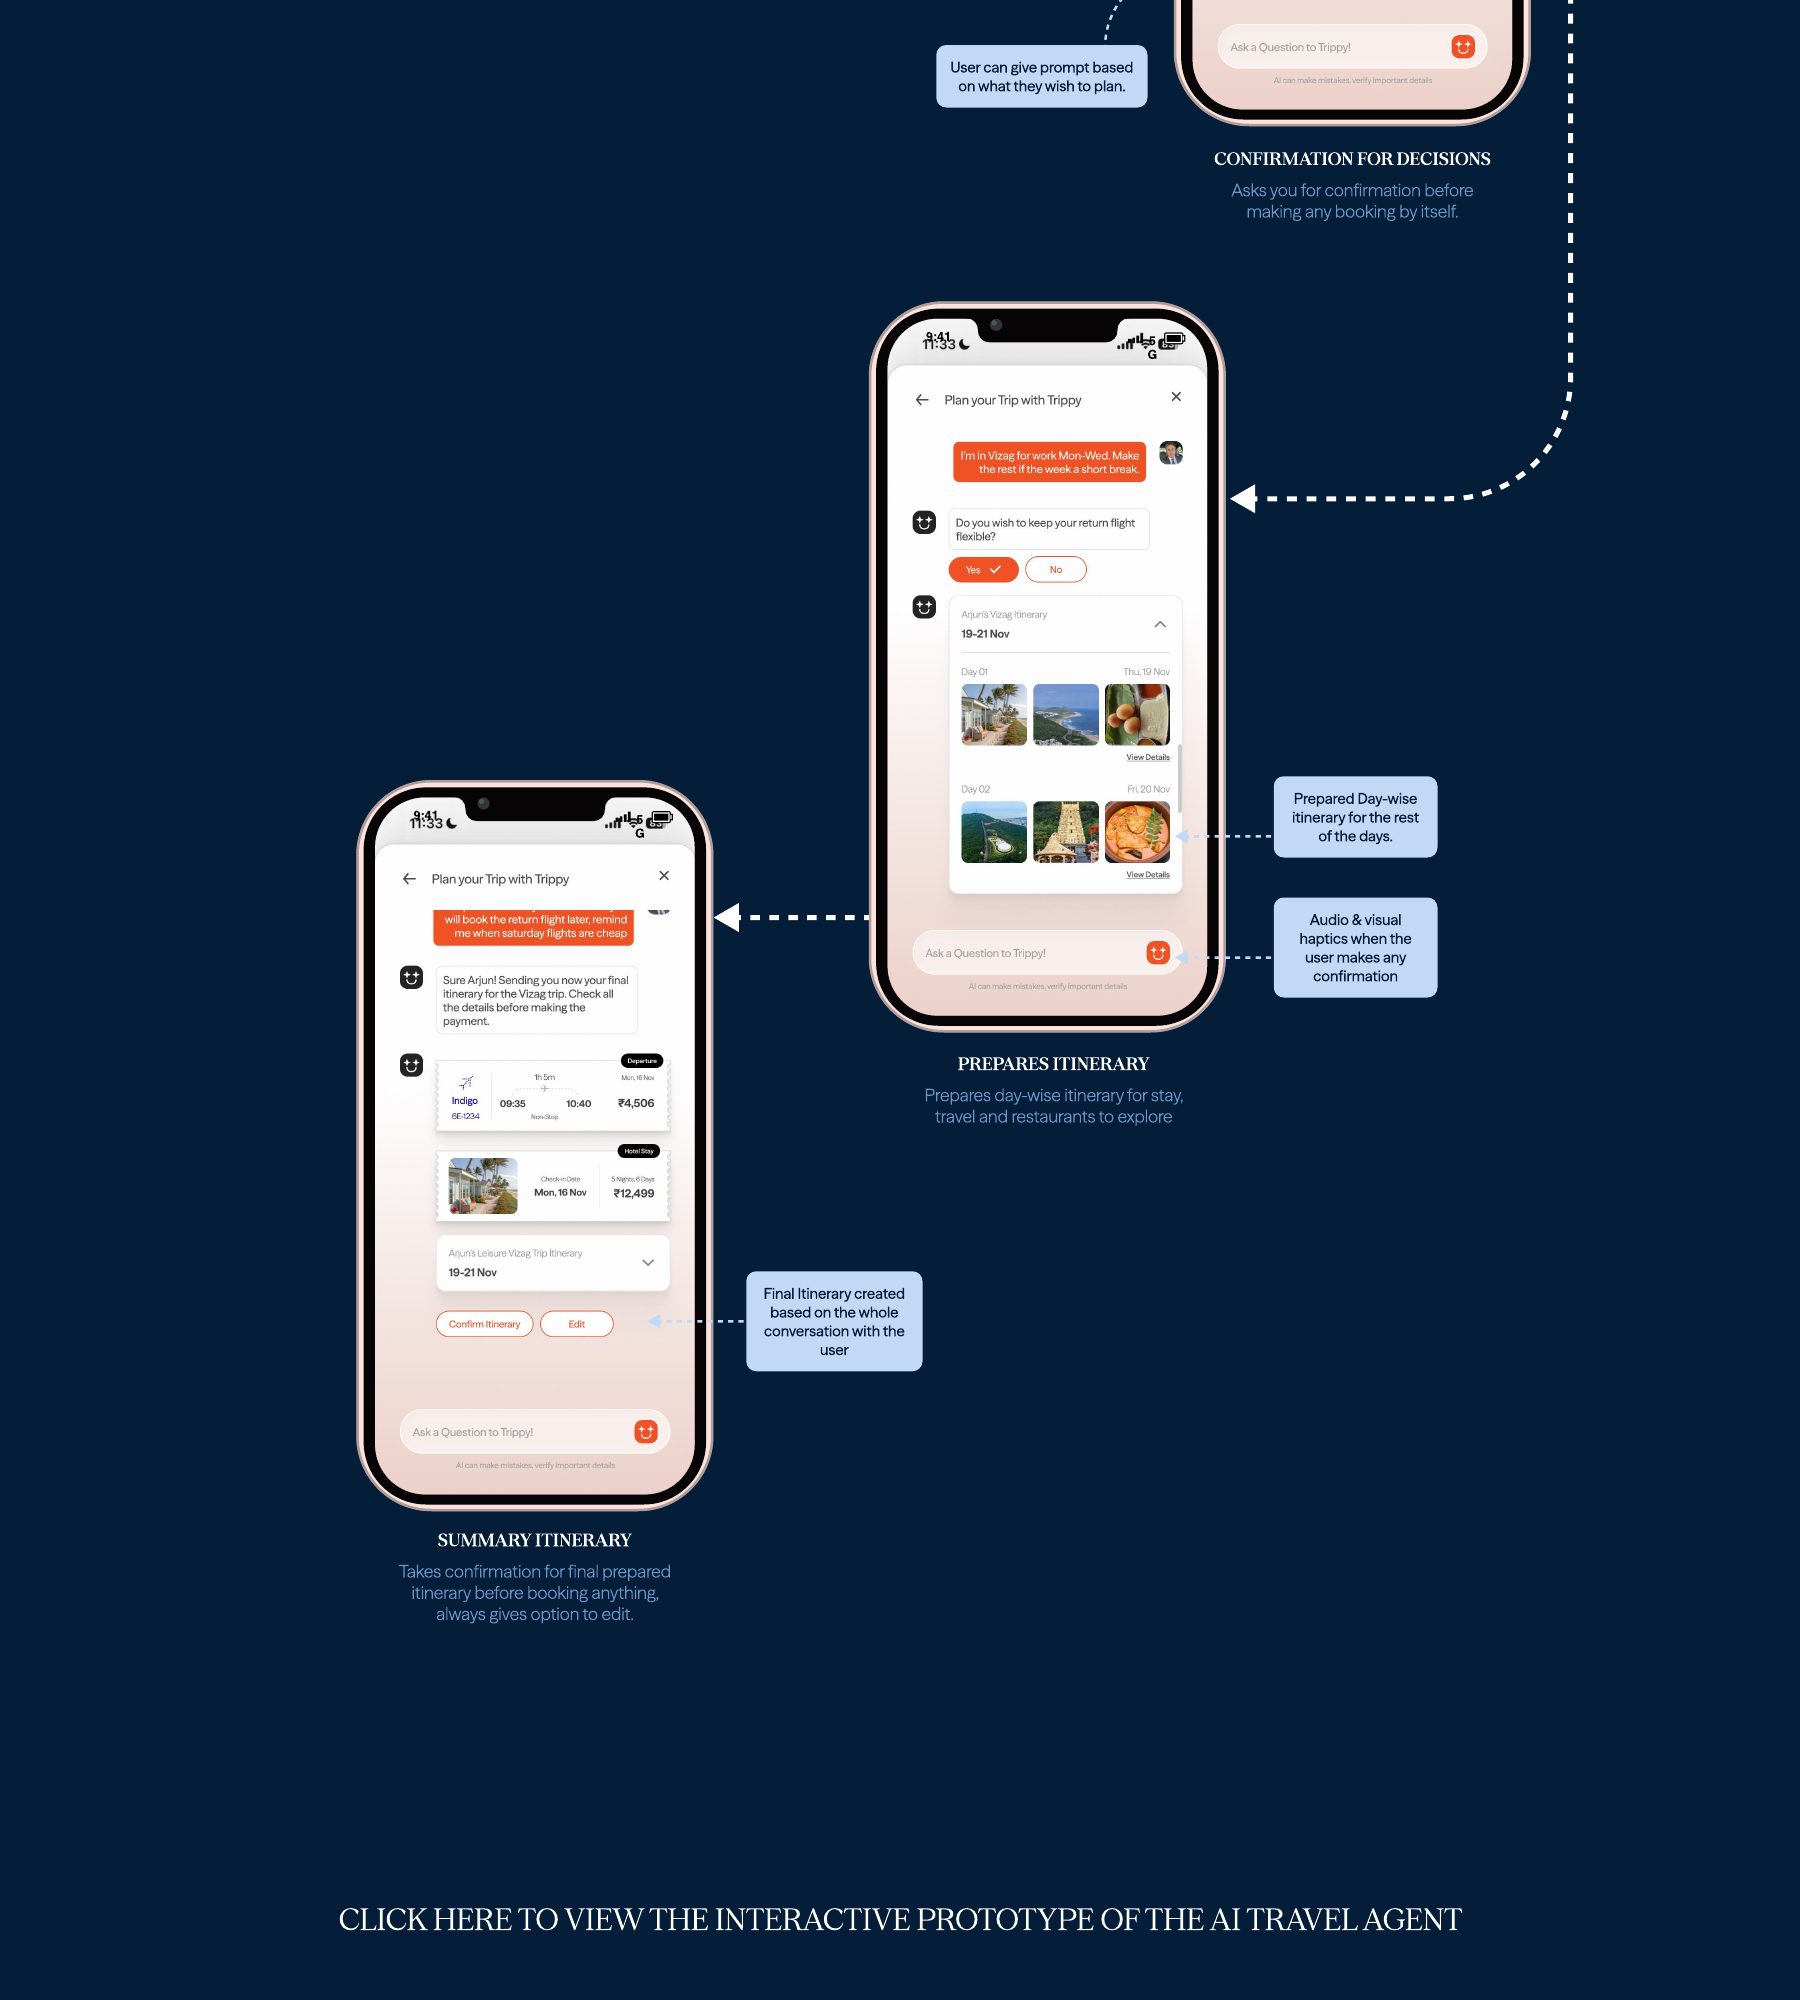 Ask a Question to Trippy!
AI can make mistakes, verify important details
User can give prompt based
on what they wish to plan.
CONFIRMATION FOR DECISIONS
Asks you for confirmation before
making any booking by itself.
9:41
11:33
5
G
83
Plan your Trip with Trippy
I'm in Vizag for work Mon-Wed. Make
the rest if the week a short break.
Do you wish to keep your return flight
flexible?
Yes
No
Arjun's Vizag Itinerary
19-21 Nov
Day 01
Thu, 19 Nov
View Details
Day 02
Fri, 20 Nov
View Details
Ask a Question to Trippy!
AI can make mistakes, verify important details
Prepared Day-wise
itinerary for the rest
of the days.
Audio & visual
haptics when the
user makes any
confirmation
PREPARES ITINERARY
Prepares day-wise itinerary for stay,
travel and restaurants to explore
9:41
11:33
5
G
83
Plan your Trip with Trippy
will book the return flight later, remind
me when saturday flights are cheap
Sure Arjun! Sending you now your final
itinerary for the Vizag trip. Check all
the details before making the
payment.
Departure
Indigo
6E-1234
1h 5m
09:35
10:40
Non-Stop
Mon, 16 Nov
₹4,506
Hotel Stay
Check-in Date
Mon, 16 Nov
5 Nights, 6 Days
₹12,499
Arjun's Leisure Vizag Trip Itinerary
19-21 Nov
Confirm Itinerary
Edit
Final Itinerary created
based on the whole
conversation with the
user
Ask a Question to Trippy!
AI can make mistakes, verify important details
SUMMARY ITINERARY
Takes confirmation for final prepared
itinerary before booking anything,
always gives option to edit.
CLICK HERE TO VIEW THE INTERACTIVE PROTOTYPE OF THE AI TRAVEL AGENT